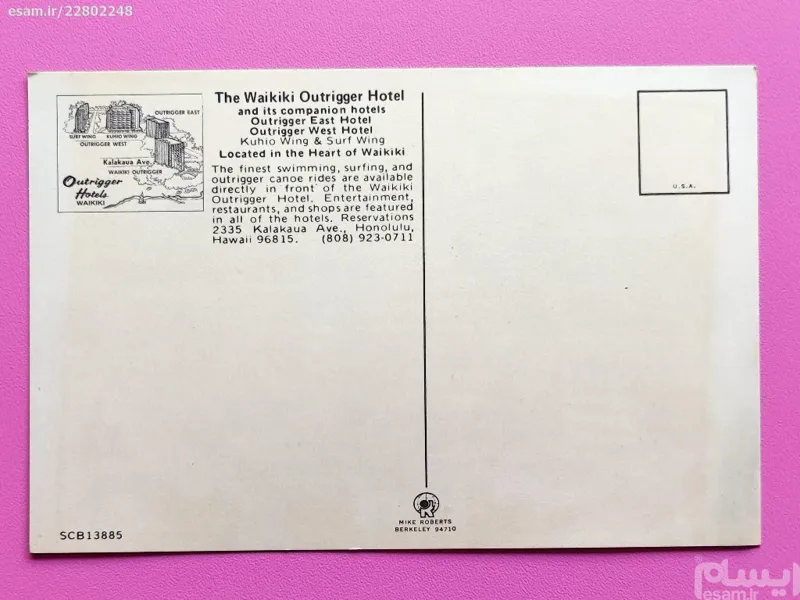 esam.ir/22802248
OUTRIGGER EAST
SURF WING
KUHIO WING
OUTRIGGER WEST
Kalakaua Ave.
WAIKIKI OUTRIGGER
Outrigger
Hotels
WAIKIKI
The Waikiki Outrigger Hotel
and its companion hotels
Outrigger East Hotel
Outrigger West Hotel
Kuhio Wing & Surf Wing
Located in the Heart of Waikiki
The finest swimming, surfing, and
outrigger canoe rides are available
directly in front of the Waikiki
Outrigger Hotel. Entertainment,
restaurants, and shops are featured
in all of the hotels. Reservations
2335 Kalakaua Ave., Honolulu,
Hawaii 96815. (808) 923-0711
U.S.A.
SCB13885
MIKE ROBERTS
BERKELEY 94710
ایسام
esam.ir